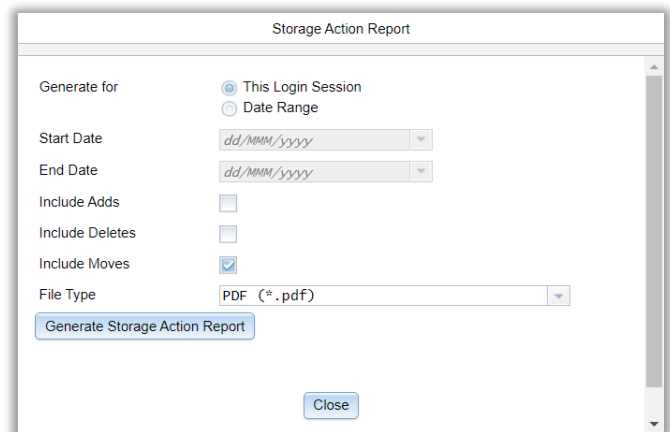 Storage Action Report
Generate for
This Login Session
Date Range
Start Date
dd/MMM/yyyy
End Date
dd/MMM/yyyy
Include Adds
Include Deletes
Include Moves
File Type
PDF (*.pdf)
Generate Storage Action Report
Close